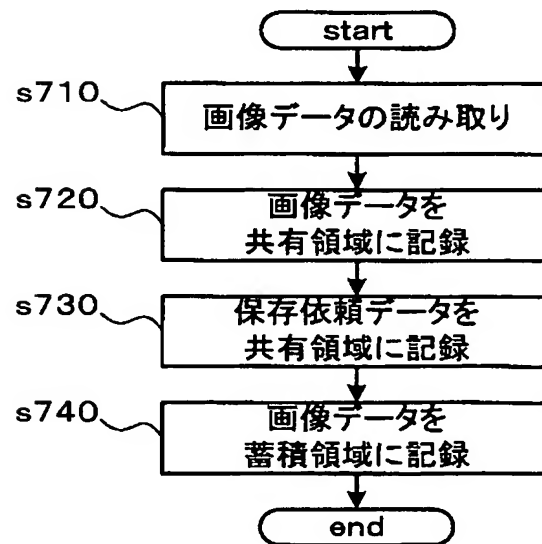 start
s710
画像データの読み取り
s720
画像データを
共有領域に記録
s730
保存依頼データを
共有領域に記録
s740
画像データを
蓄積領域に記録
end